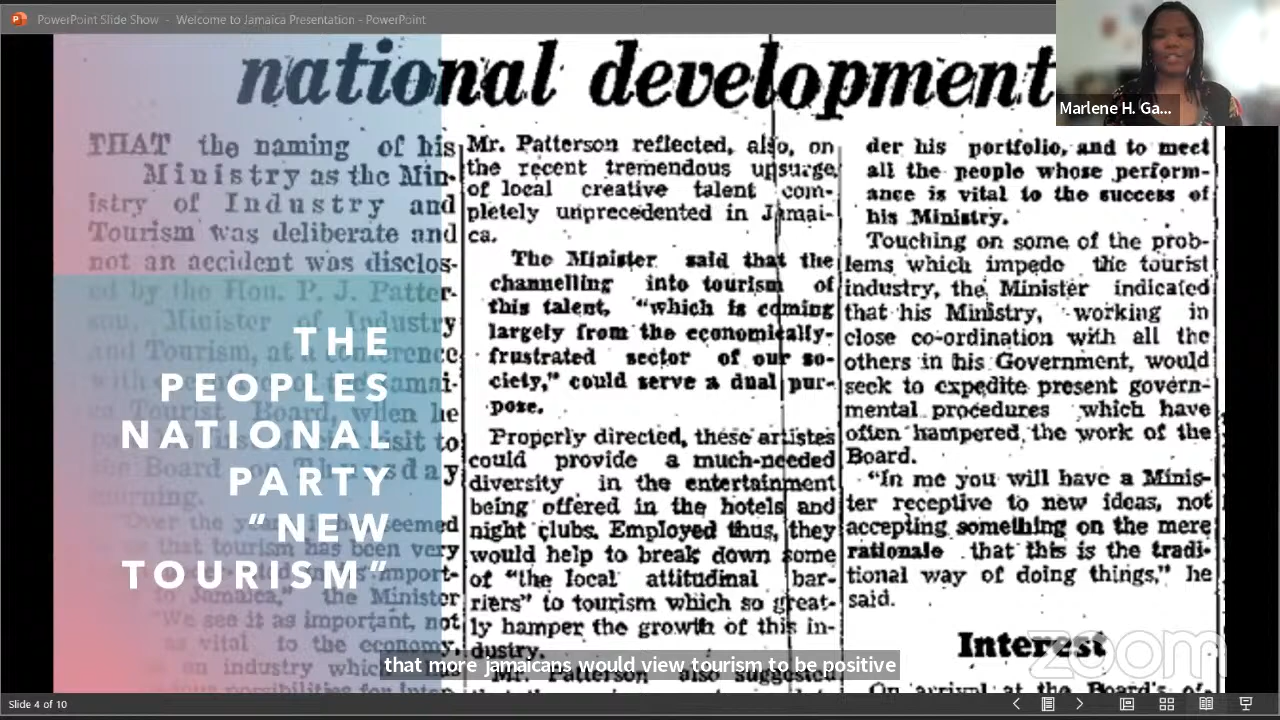 PowerPoint Slide Show - Welcome to Jamaica Presentation - PowerPoint
Marlene H. Ga...
national development
THAT the naming of his
Ministry as the Min-
istry of Industry and
Tourism was deliberate and
not an accident was disclos-
ed by the Hon. P. J. Patter-
son, Minister of Industry
and Tourism, at a conference
Tourist Board, when he
visit to
the Board on Thursday
morning.
"Over the years seemed
that tourism has been very
to Jamaica," the Minister
"We see it as important, not
as vital to the economy,
an industry which
THE
PEOPLES
NATIONAL
PARTY
"NEW
TOURISM"
Mr. Patterson reflected, also, on
the recent tremendous upsurge
of local creative talent com-
pletely unprecedented in Jamai-
ca.
The Minister said that the
channelling into tourism of
this talent, "which is coming
largely from the economically-
frustrated sector of our so-
ciety," could serve a dual pur-
pose.
Properly directed, these artistes
could provide a much-needed
diversity in the entertainment
being offered in the hotels and
night clubs. Employed thus, they
would help to break down some
of "the local attitudinal bar-
riers" to tourism which so great-
ly hamper the growth of this in-
dustry.
Mr. Patterson also suggested
der his portfolio, and to meet
all the people whose perform-
ance is vital to the success of
his Ministry.
Touching on some of the prob-
lems which impede the tourist
industry, the Minister indicated
that his Ministry, working in
close co-ordination with all the
others in his Government, would
seek to expedite present govern-
mental procedures which have
often hampered the work of the
Board.
"In me you will have a Minis-
ter receptive to new ideas, not
accepting something on the mere
rationale that this is the tradi-
tional way of doing things," he
said.
Interest
On arrival at the Board's of-
zoom
that more jamaicans would view tourism to be positive
Slide 4 of 10